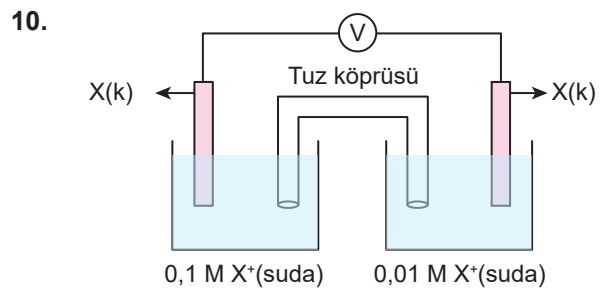 10.
V
Tuz köprüsü
X(k)
X(k)
0,1 M X⁺(suda)
0,01 M X⁺(suda)